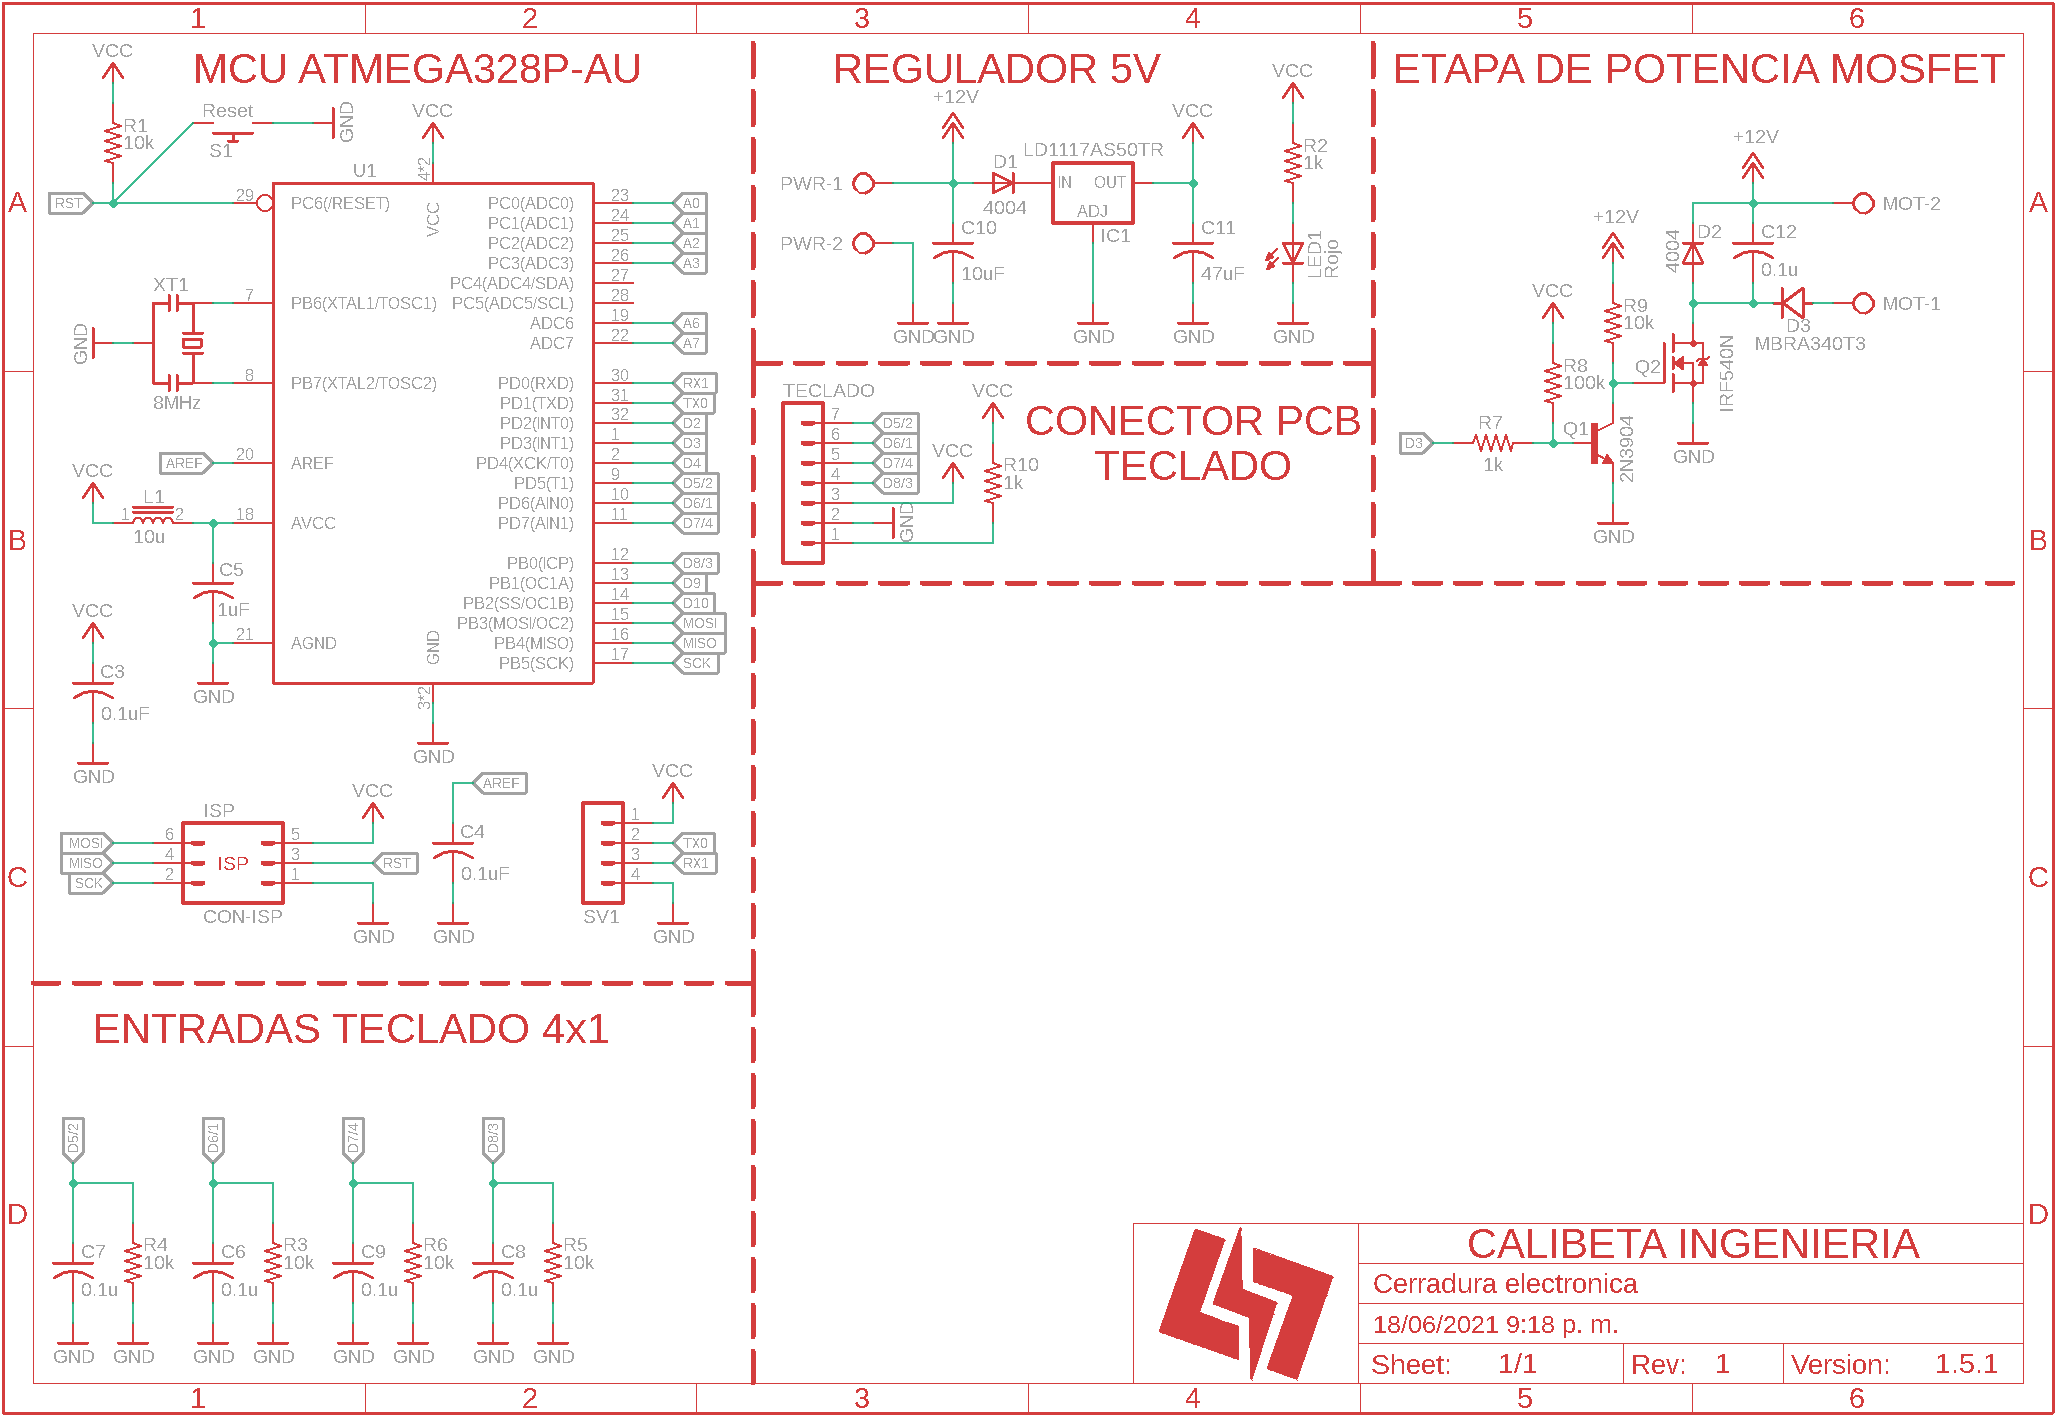 1 2 3 4 5 6
A
B
C
D
MCU ATMEGA328P-AU
VCC
R1
10k
Reset
S1
GND
RST
VCC
4*2
U1
VCC
29 PC6(/RESET)
XT1
8MHz
GND
7 PB6(XTAL1/TOSC1)
8 PB7(XTAL2/TOSC2)
AREF 20 AREF
VCC
L1
1 2
10u
18 AVCC
C5
1uF
21 AGND
GND
VCC
C3
0.1uF
GND
PC0(ADC0) 23 A0
PC1(ADC1) 24 A1
PC2(ADC2) 25 A2
PC3(ADC3) 26 A3
PC4(ADC4/SDA) 27
PC5(ADC5/SCL) 28
ADC6 19 A6
ADC7 22 A7
PD0(RXD) 30 RX1
PD1(TXD) 31 TX0
PD2(INT0) 32 D2
PD3(INT1) 1 D3
PD4(XCK/T0) 2 D4
PD5(T1) 9 D5/2
PD6(AIN0) 10 D6/1
PD7(AIN1) 11 D7/4
PB0(ICP) 12 D8/3
PB1(OC1A) 13 D9
PB2(SS/OC1B) 14 D10
PB3(MOSI/OC2) 15 MOSI
PB4(MISO) 16 MISO
PB5(SCK) 17 SCK
GND
3*2
GND
ISP
MOSI 6 5
MISO 4 ISP 3 RST
SCK 2 1
CON-ISP
VCC
GND
AREF
C4
0.1uF
GND
VCC
1
2 TX0
3 RX1
4
SV1
GND
REGULADOR 5V
+12V
PWR-1
PWR-2
D1
4004
C10
10uF
GND
GND
LD1117AS50TR
IN OUT
ADJ
IC1
GND
VCC
C11
47uF
GND
VCC
R2
1k
LED1
Rojo
GND
CONECTOR PCB
TECLADO
TECLADO
7 D5/2
6 D6/1
5 D7/4
4 D8/3
3
2
1
VCC
GND
VCC
R10
1k
ETAPA DE POTENCIA MOSFET
+12V
MOT-2
4004
D2
C12
0.1u
MOT-1
D3
MBRA340T3
+12V
R9
10k
VCC
R8
100k
Q2
IRF540N
GND
D3
R7
1k
Q1
2N3904
GND
ENTRADAS TECLADO 4x1
D5/2
C7
0.1u
R4
10k
GND GND
D6/1
C6
0.1u
R3
10k
GND GND
D7/4
C9
0.1u
R6
10k
GND GND
D8/3
C8
0.1u
R5
10k
GND GND
CALIBETA INGENIERIA
Cerradura electronica
18/06/2021 9:18 p. m.
Sheet: 1/1 Rev: 1 Version: 1.5.1
A
B
C
D
1 2 3 4 5 6